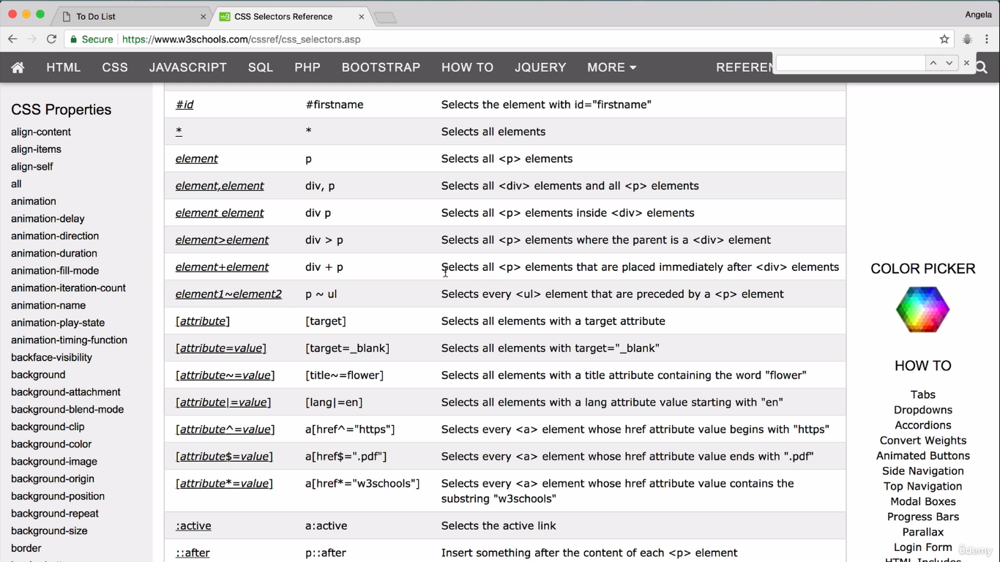 To Do List
CSS Selectors Reference
Angela
Secure https://www.w3schools.com/cssref/css_selectors.asp
HTML CSS JAVASCRIPT SQL PHP BOOTSTRAP HOW TO JQUERY MORE REFEREN
CSS Properties
align-content
align-items
align-self
all
animation
animation-delay
animation-direction
animation-duration
animation-fill-mode
animation-iteration-count
animation-name
animation-play-state
animation-timing-function
backface-visibility
background
background-attachment
background-blend-mode
background-clip
background-color
background-image
background-origin
background-position
background-repeat
background-size
border
#id #firstname Selects the element with id="firstname"
* * Selects all elements
element p Selects all <p> elements
element,element div, p Selects all <div> elements and all <p> elements
element element div p Selects all <p> elements inside <div> elements
element>element div > p Selects all <p> elements where the parent is a <div> element
element+element div + p Selects all <p> elements that are placed immediately after <div> elements
element1~element2 p ~ ul Selects every <ul> element that are preceded by a <p> element
[attribute] [target] Selects all elements with a target attribute
[attribute=value] [target=_blank] Selects all elements with target="_blank"
[attribute~=value] [title~=flower] Selects all elements with a title attribute containing the word "flower"
[attribute|=value] [lang|=en] Selects all elements with a lang attribute value starting with "en"
[attribute^=value] a[href^="https"] Selects every <a> element whose href attribute value begins with "https"
[attribute$=value] a[href$=".pdf"] Selects every <a> element whose href attribute value ends with ".pdf"
[attribute*=value] a[href*="w3schools"] Selects every <a> element whose href attribute value contains the
substring "w3schools"
:active a:active Selects the active link
::after p::after Insert something after the content of each <p> element
COLOR PICKER
HOW TO
Tabs
Dropdowns
Accordions
Convert Weights
Animated Buttons
Side Navigation
Top Navigation
Modal Boxes
Progress Bars
Parallax
Login Form
HTML Includes
ûdemy